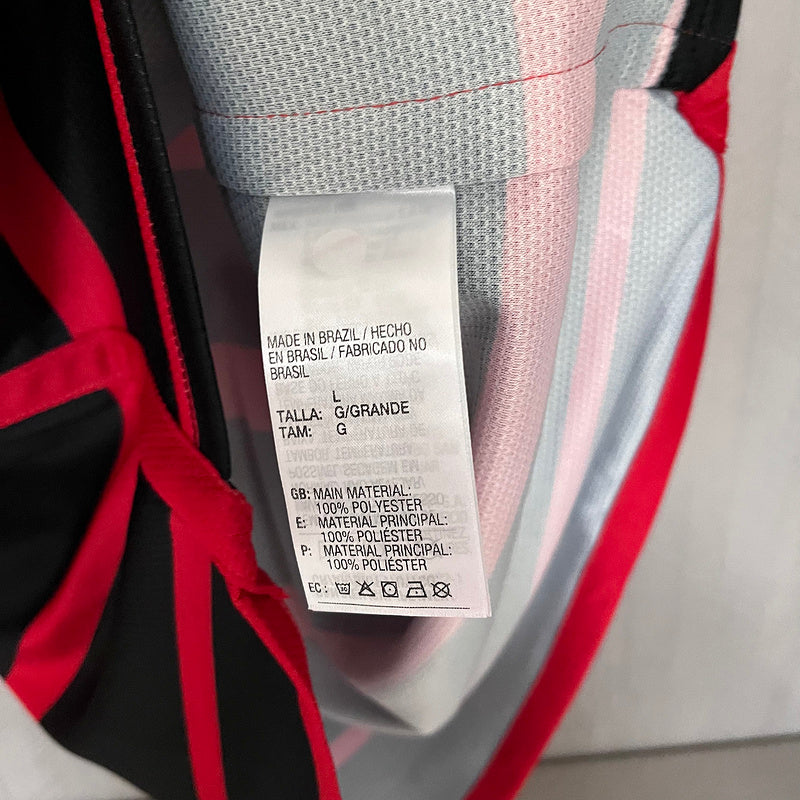 MADE IN BRAZIL / HECHO
EN BRASIL / FABRICADO NO
BRASIL
L
TALLA: G/GRANDE
TAM: G
GB: MAIN MATERIAL:
100% POLYESTER
E: MATERIAL PRINCIPAL:
100% POLIÉSTER
P: MATERIAL PRINCIPAL:
100% POLIÉSTER
EC: